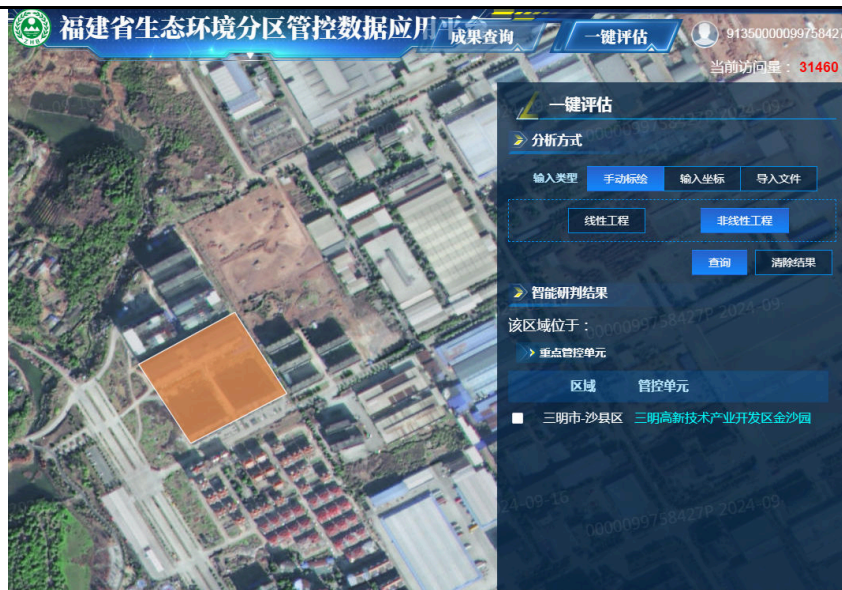 福建省生态环境分区管控数据应用平台
成果查询
一键评估
9135000009975842
当前访问量： 31460
一键评估
分析方式
输入类型 手动标绘 输入坐标 导入文件
线性工程 非线性工程
查询 清除结果
智能研判结果
该区域位于：
重点管控单元
区域 管控单元
三明市-沙县区 三明高新技术产业开发区金沙园